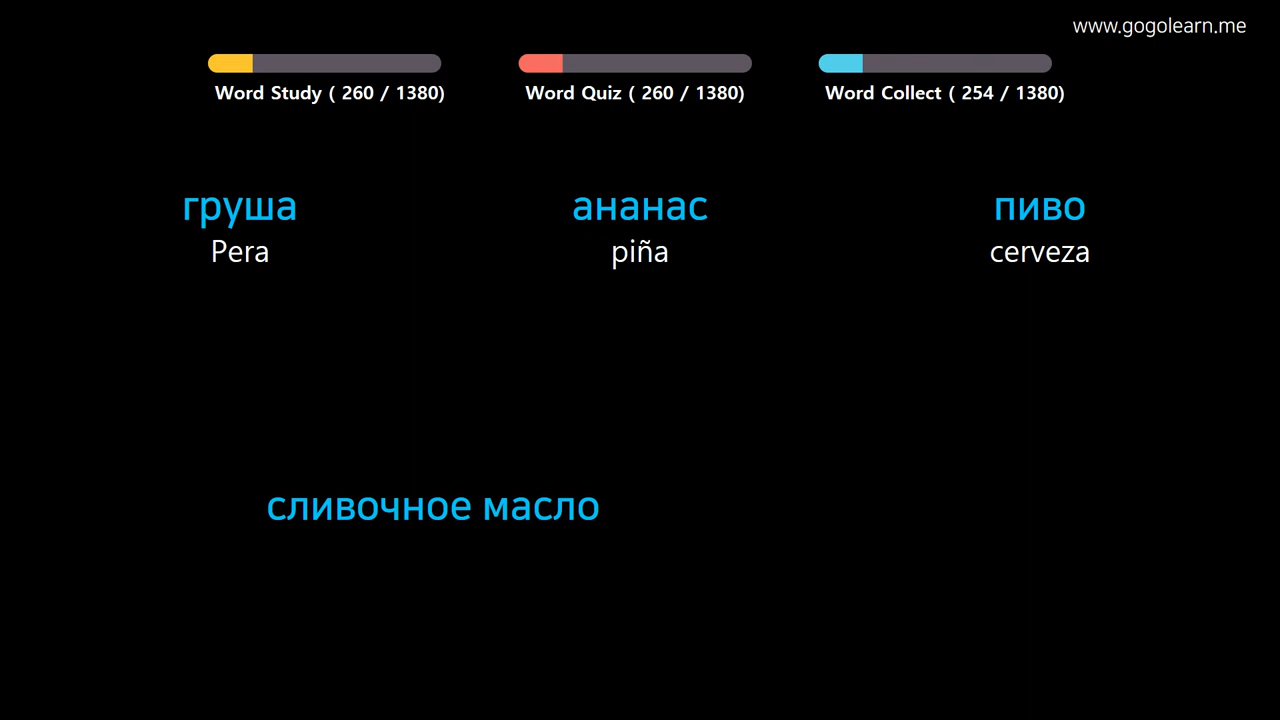 www.gogolearn.me
Word Study ( 260 / 1380)
Word Quiz ( 260 / 1380)
Word Collect ( 254 / 1380)
груша
ананас
пиво
Pera
piña
cerveza
сливочное масло